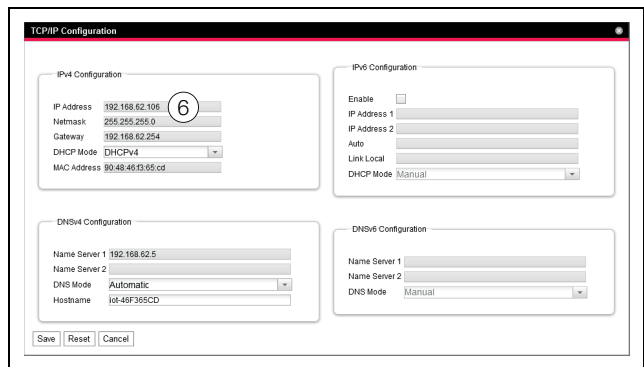 TCP/IP Configuration
IPv4 Configuration
IP Address 192.168.62.106
6
Netmask 255.255.255.0
Gateway 192.168.62.254
DHCP Mode DHCPv4
MAC Address 90:48:46:f3:65:cd
IPv6 Configuration
Enable
IP Address 1
IP Address 2
Auto
Link Local
DHCP Mode Manual
DNSv4 Configuration
Name Server 1 192.168.62.5
Name Server 2
DNS Mode Automatic
Hostname iot-46F365CD
DNSv6 Configuration
Name Server 1
Name Server 2
DNS Mode Manual
Save Reset Cancel